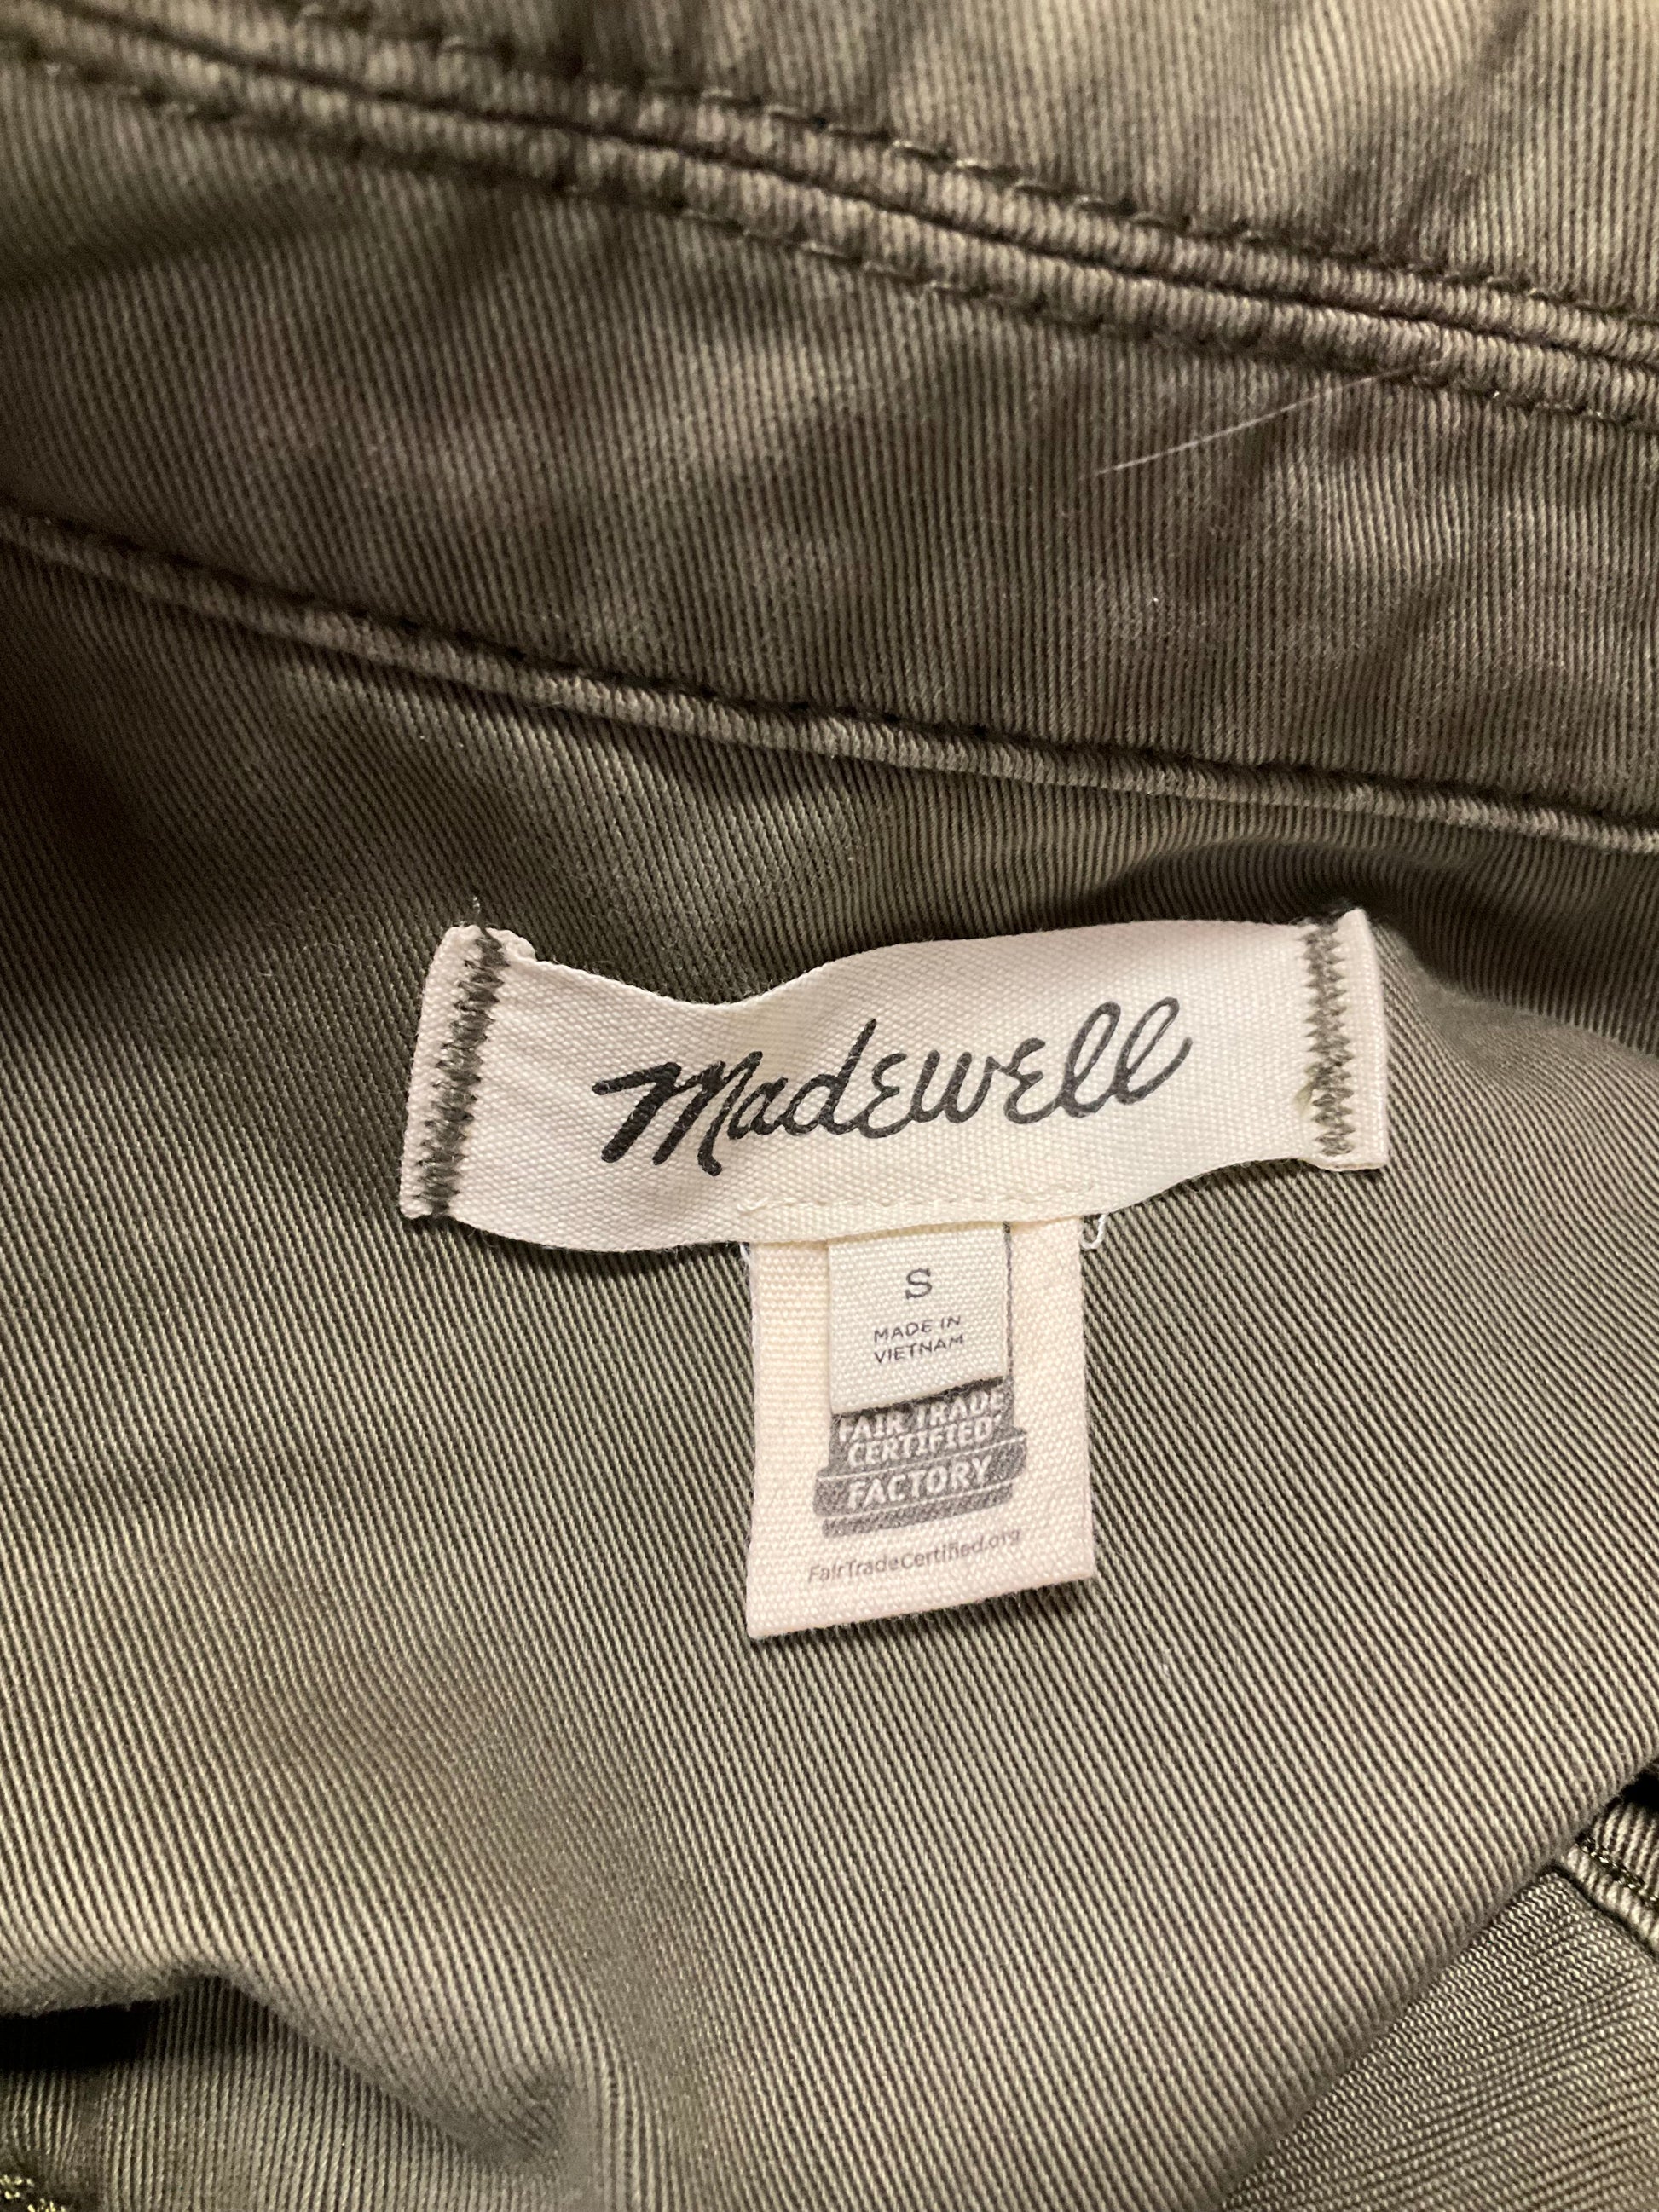 Madewell
S
MADE IN
VIETNAM
FAIR TRADE
CERTIFIED
FACTORY
FairTradeCertified.org